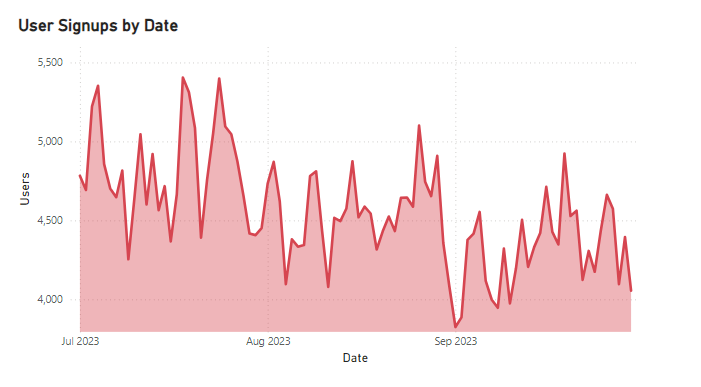 User Signups by Date
5,500
5,000
4,500
4,000
Users
Jul 2023 Aug 2023 Sep 2023
Date